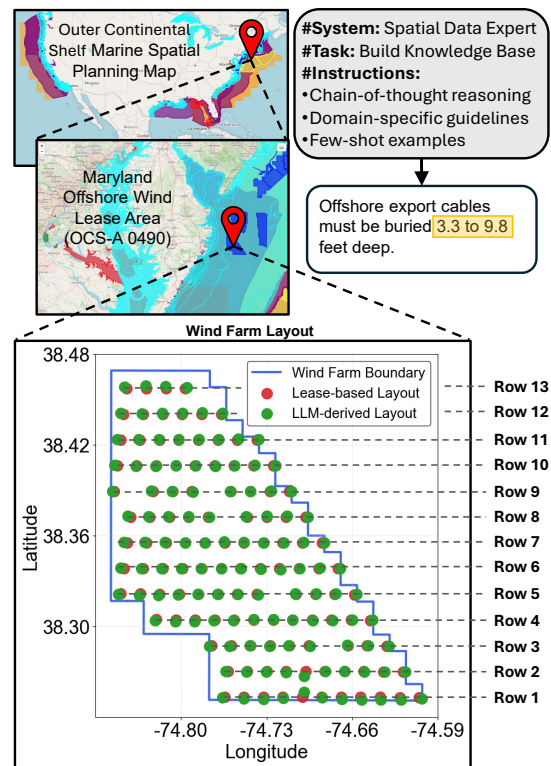 Outer Continental
Shelf Marine Spatial
Planning Map
#System: Spatial Data Expert
#Task: Build Knowledge Base
#Instructions:
•Chain-of-thought reasoning
•Domain-specific guidelines
•Few-shot examples
Maryland
Offshore Wind
Lease Area
(OCS-A 0490)
Offshore export cables
must be buried 3.3 to 9.8
feet deep.
Wind Farm Layout
38.48
38.42
38.36
38.30
Latitude
Wind Farm Boundary
Lease-based Layout
LLM-derived Layout
Row 13
Row 12
Row 11
Row 10
Row 9
Row 8
Row 7
Row 6
Row 5
Row 4
Row 3
Row 2
Row 1
-74.80
-74.73
-74.66
-74.59
Longitude